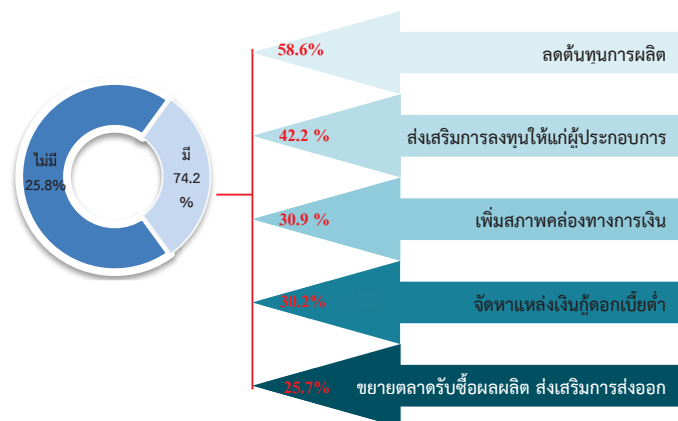 ไม่มี
25.8%
มี
74.2
%
58.6%
ลดต้นทุนการผลิต
42.2 %
ส่งเสริมการลงทุนให้แก่ผู้ประกอบการ
30.9 %
เพิ่มสภาพคล่องทางการเงิน
30.2%
จัดหาแหล่งเงินกู้ดอกเบี้ยต่ำ
25.7%
ขยายตลาดรับซื้อผลผลิต ส่งเสริมการส่งออก